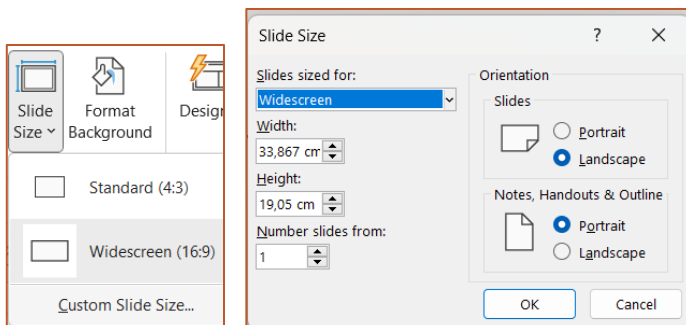 Slide
Size
Format
Background
Desigr
Standard (4:3)
Widescreen (16:9)
Custom Slide Size...
Slide Size
?
Slides sized for:
Widescreen
Width:
33,867 cm
Height:
19,05 cm
Number slides from:
1
Orientation
Slides
Portrait
Landscape
Notes, Handouts & Outline
Portrait
Landscape
OK
Cancel